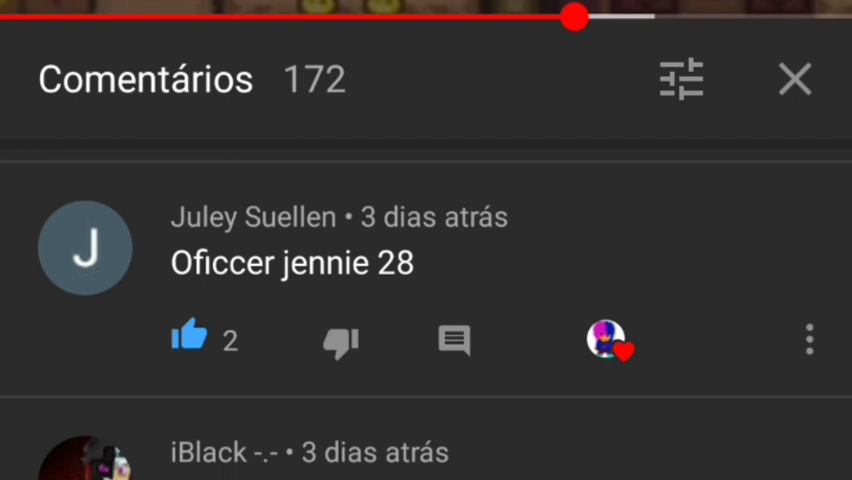 Comentários 172
J
Juley Suellen • 3 dias atrás
Oficcer jennie 28
2
iBlack -.- • 3 dias atrás